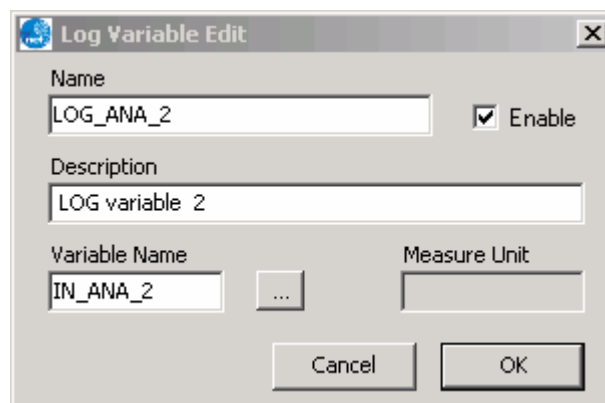 Log Variable Edit
Name
LOG_ANA_2
Enable
Description
LOG variable 2
Variable Name
Measure Unit
IN_ANA_2
...
Cancel
OK